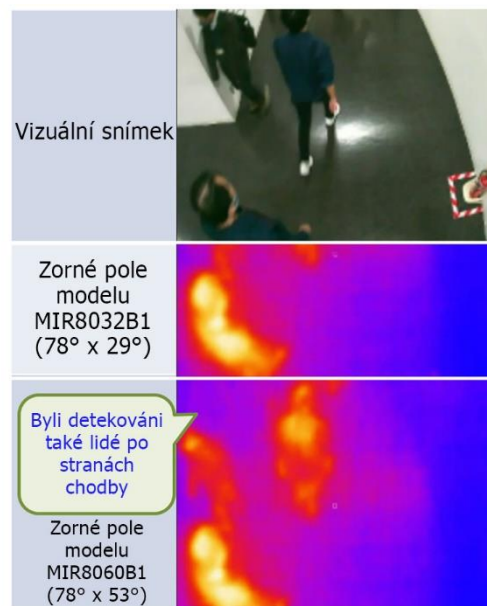 Vizuální snímek
Zorné pole
modelu
MIR8032B1
(78° x 29°)
Byli detekováni
také lidé po
stranách
chodby
Zorné pole
modelu
MIR8060B1
(78° x 53°)